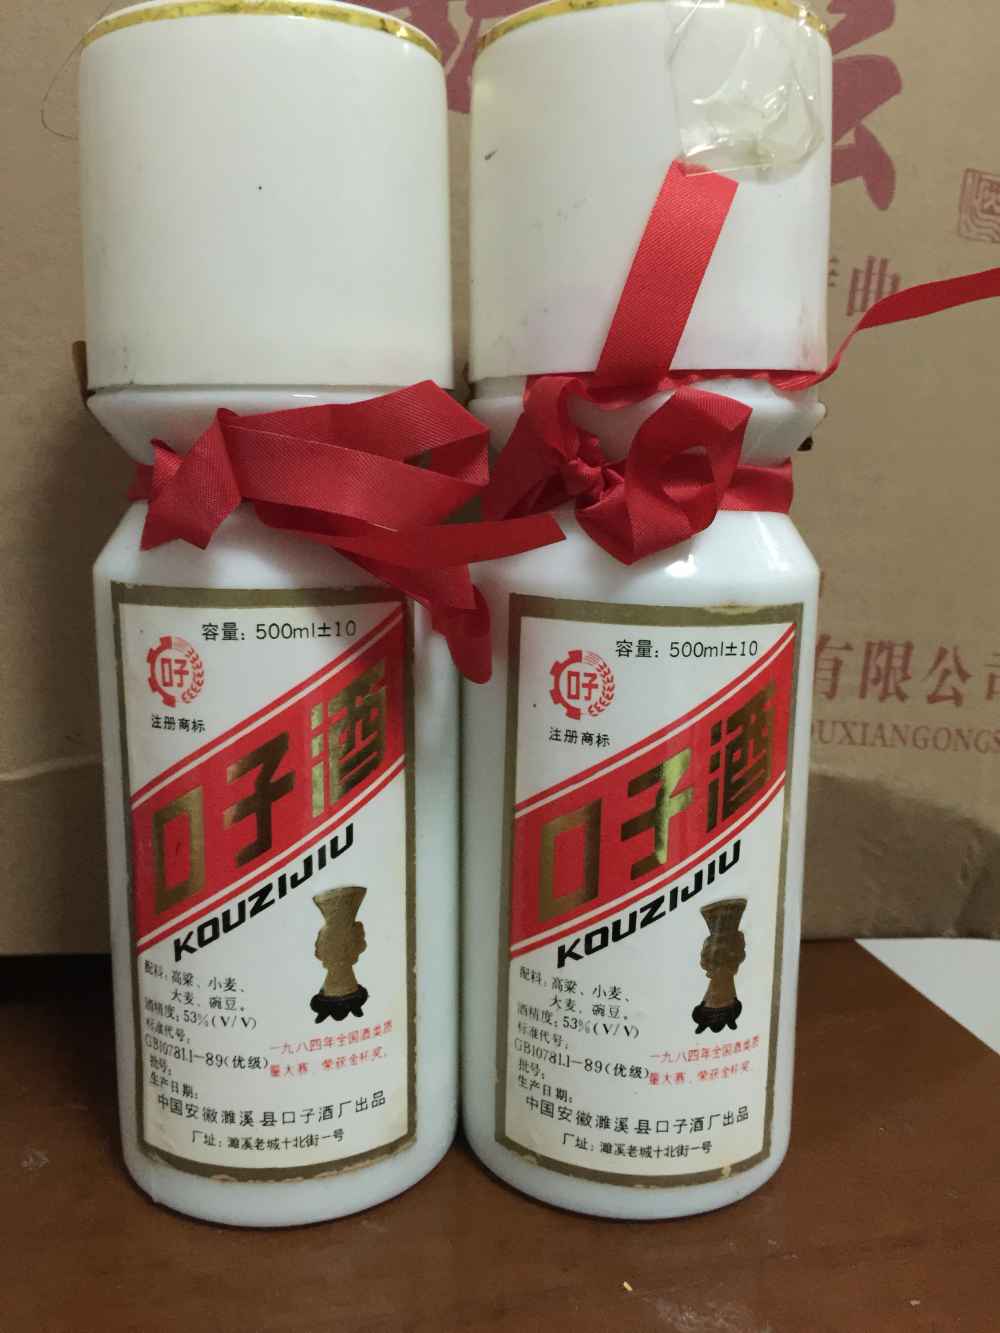 容量：500ml±10
口子
注册商标
口子酒
KOUZIJIU
配料：高粱、小麦、
大麦、豌豆。
酒精度：53%(V/V)
标准代号：
GB10781.1—89(优级)
批号：
生产日期：
一九八四年全国酒类质
量大赛、荣获金杯奖。
中国安徽濉溪县口子酒厂出品
厂址：濉溪老城十北街一号
容量：500ml±10
口子
注册商标
口子酒
KOUZIJIU
配料：高粱、小麦、
大麦、豌豆。
酒精度：53%(V/V)
标准代号：
GB10781.1—89(优级)
批号：
生产日期：
一九八四年全国酒类质
量大赛、荣获金杯奖。
中国安徽濉溪县口子酒厂出品
厂址：濉溪老城十北街一号
曲
有限公司
OUXIANGONGS